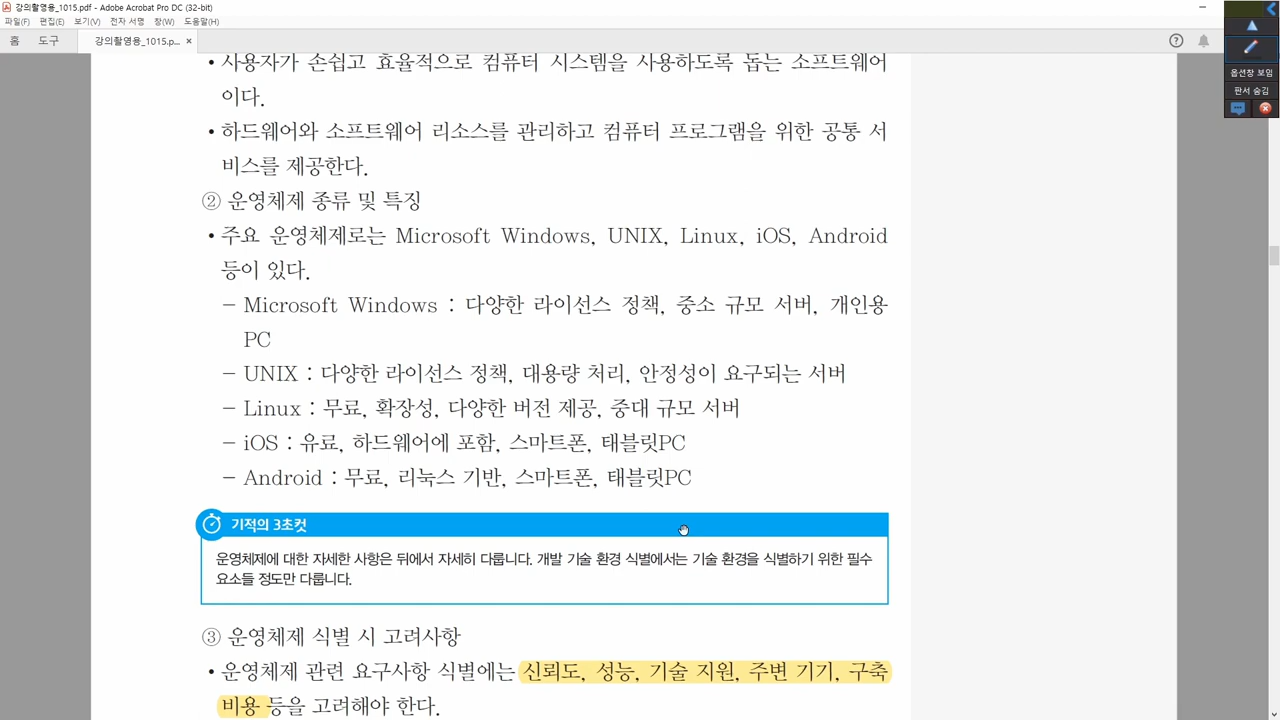 강의촬영용_1015.pdf - Adobe Acrobat Pro DC (32-bit)
파일(F) 편집(E) 보기(V) 전자 서명 창(W) 도움말(H)
홈 도구 강의촬영용_1015.p... ×
옵션창 보임
판서 숨김
• 사용자가 손쉽고 효율적으로 컴퓨터 시스템을 사용하도록 돕는 소프트웨어
이다.
• 하드웨어와 소프트웨어 리소스를 관리하고 컴퓨터 프로그램을 위한 공통 서
비스를 제공한다.
② 운영체제 종류 및 특징
• 주요 운영체제로는 Microsoft Windows, UNIX, Linux, iOS, Android
등이 있다.
− Microsoft Windows : 다양한 라이선스 정책, 중소 규모 서버, 개인용
PC
− UNIX : 다양한 라이선스 정책, 대용량 처리, 안정성이 요구되는 서버
− Linux : 무료, 확장성, 다양한 버전 제공, 중대 규모 서버
− iOS : 유료, 하드웨어에 포함, 스마트폰, 태블릿PC
− Android : 무료, 리눅스 기반, 스마트폰, 태블릿PC
기적의 3초컷
운영체제에 대한 자세한 사항은 뒤에서 자세히 다룹니다. 개발 기술 환경 식별에서는 기술 환경을 식별하기 위한 필수
요소들 정도만 다룹니다.
③ 운영체제 식별 시 고려사항
• 운영체제 관련 요구사항 식별에는 신뢰도, 성능, 기술 지원, 주변 기기, 구축
비용 등을 고려해야 한다.